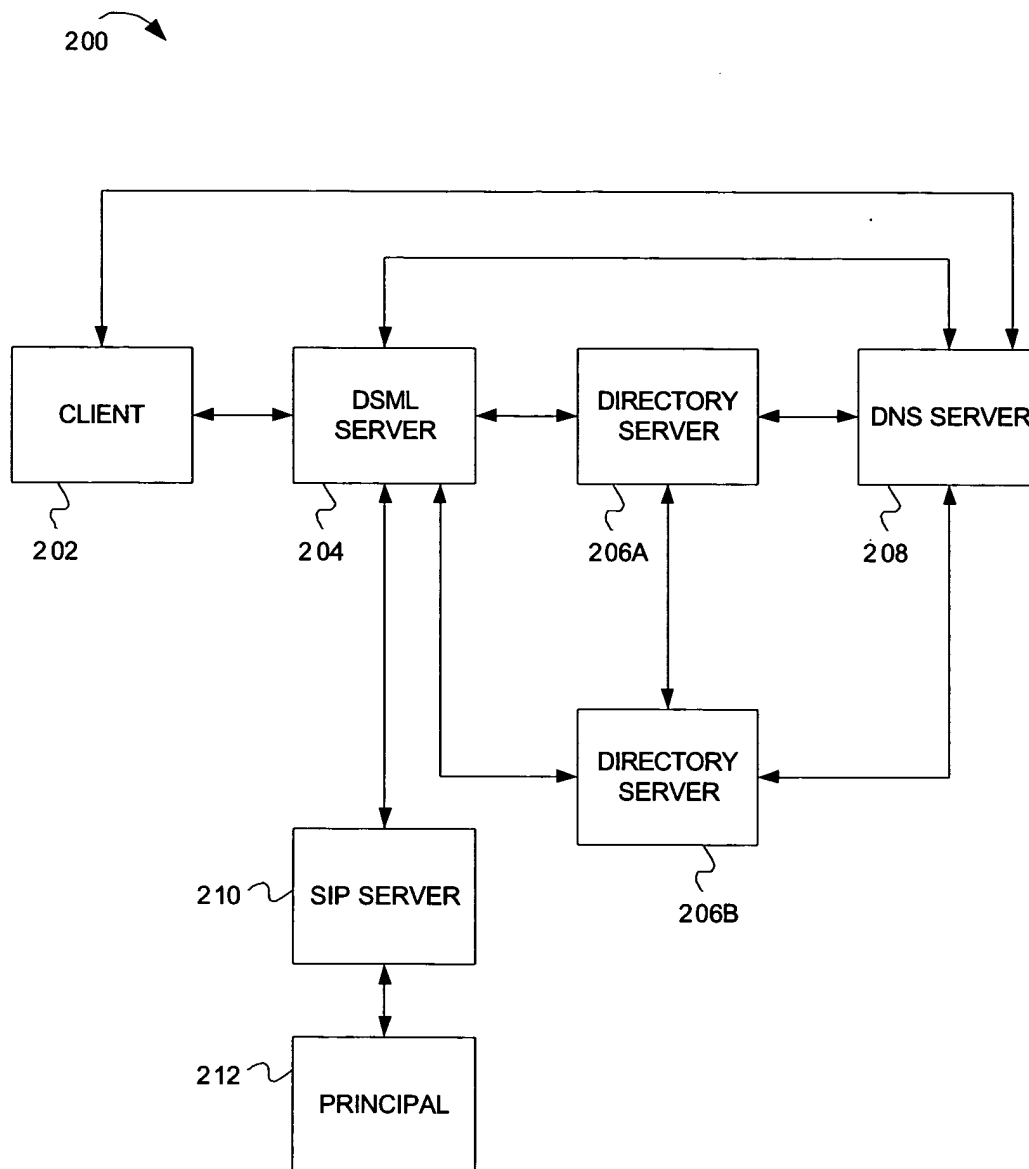 200
CLIENT
DSML
SERVER
DIRECTORY
SERVER
DNS SERVER
202
204
206A
208
DIRECTORY
SERVER
206B
210
SIP SERVER
212
PRINCIPAL